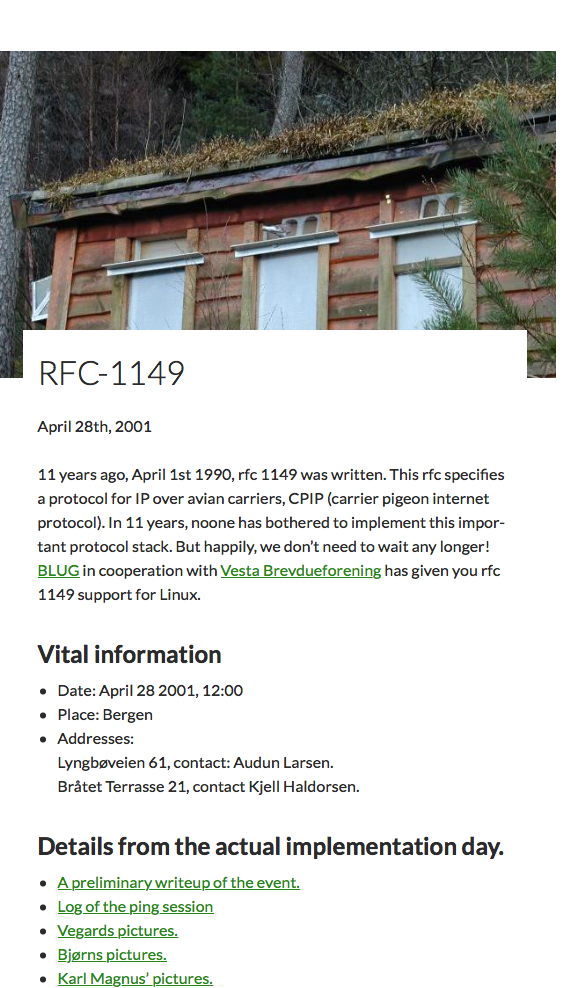 RFC-1149
April 28th, 2001
11 years ago, April 1st 1990, rfc 1149 was written. This rfc specifies
a protocol for IP over avian carriers, CPIP (carrier pigeon internet
protocol). In 11 years, noone has bothered to implement this impor-
tant protocol stack. But happily, we don’t need to wait any longer!
BLUG in cooperation with Vesta Brevdueforening has given you rfc
1149 support for Linux.
Vital information
• Date: April 28 2001, 12:00
• Place: Bergen
• Addresses:
Lyngbøveien 61, contact: Audun Larsen.
Bråtet Terrasse 21, contact Kjell Haldorsen.
Details from the actual implementation day.
• A preliminary writeup of the event.
• Log of the ping session
• Vegards pictures.
• Bjørns pictures.
• Karl Magnus’ pictures.